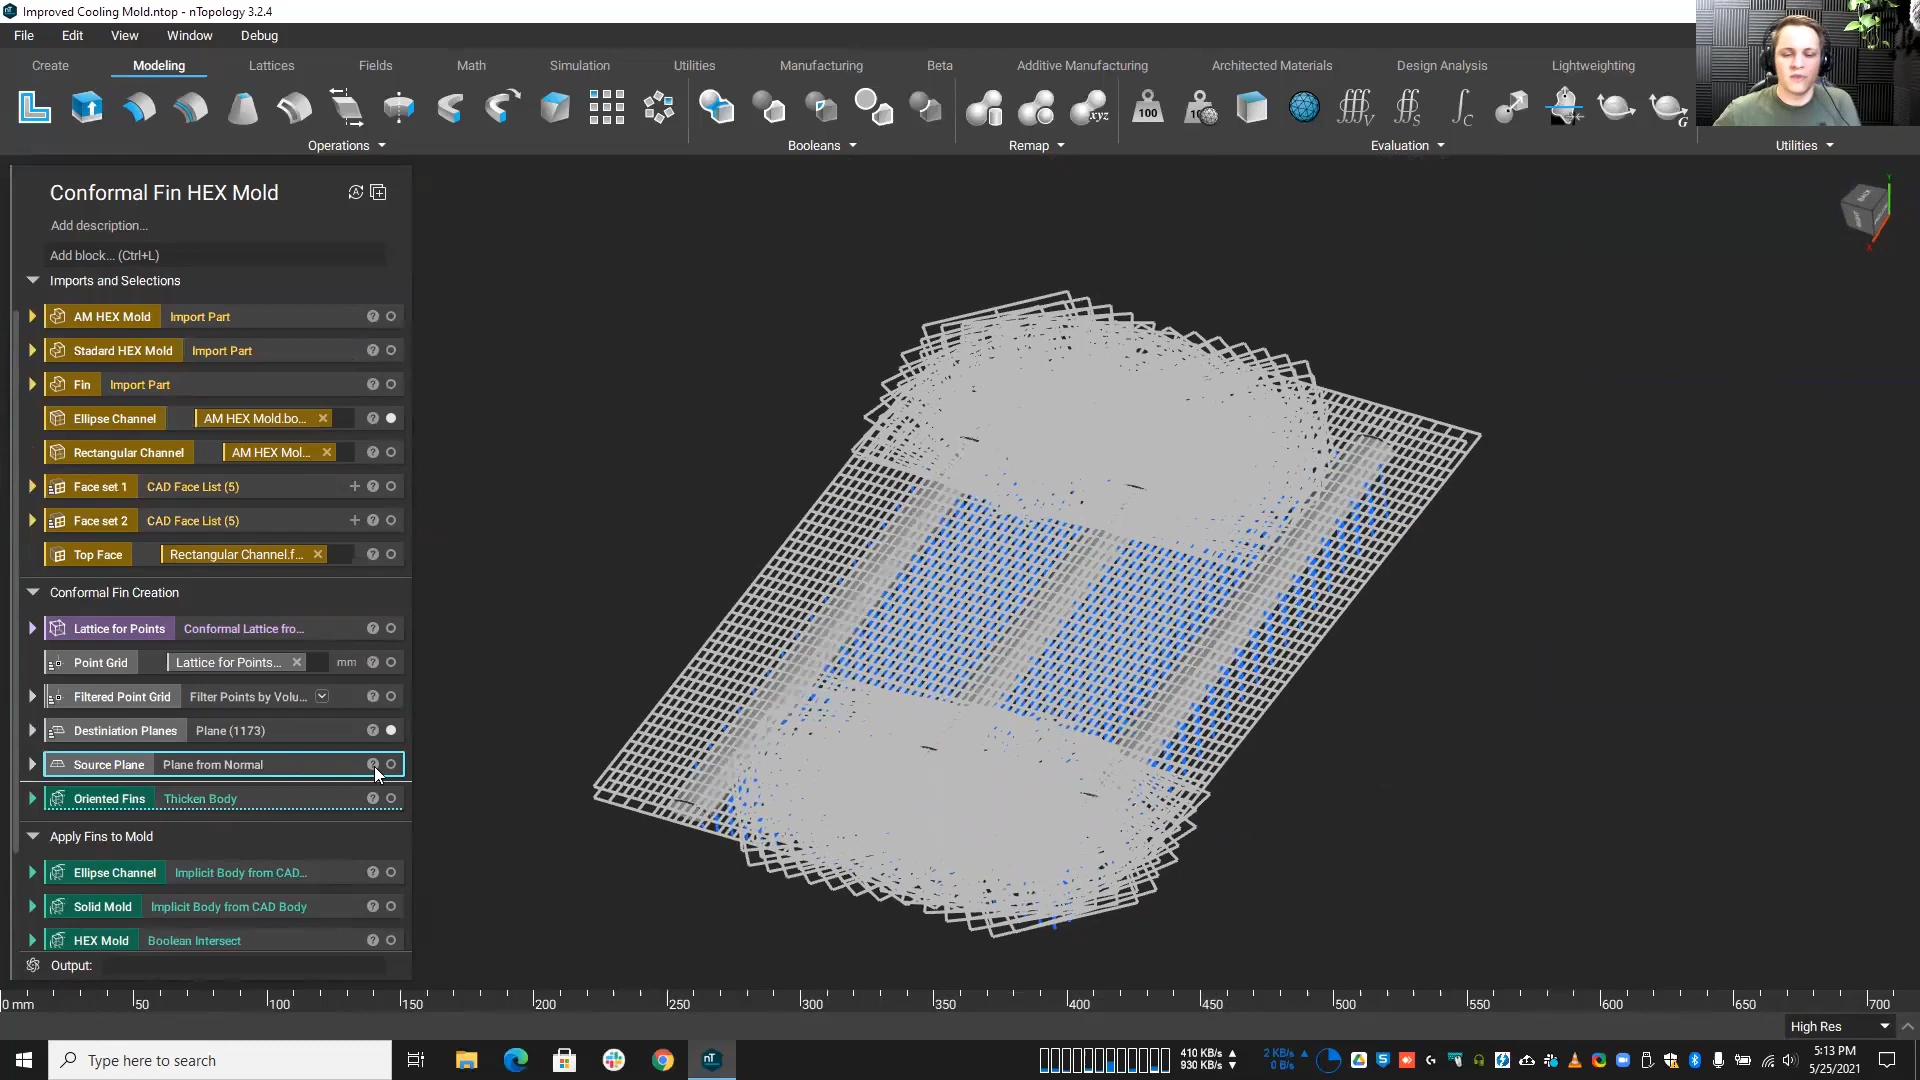 Improved Cooling Mold.ntop - nTopology 3.2.4
File Edit View Window Debug
Create Modeling Lattices Fields Math Simulation Utilities Manufacturing Beta Additive Manufacturing Architected Materials Design Analysis Lightweighting
xyz 100
Operations Booleans Remap Evaluation Utilities
Conformal Fin HEX Mold
Add description...
Add block... (Ctrl+L)
Imports and Selections
AM HEX Mold Import Part
Stadard HEX Mold Import Part
Fin Import Part
Ellipse Channel AM HEX Mold.bo...
Rectangular Channel AM HEX Mol...
Face set 1 CAD Face List (5)
Face set 2 CAD Face List (5)
Top Face Rectangular Channel.f...
Conformal Fin Creation
Lattice for Points Conformal Lattice fro...
Point Grid Lattice for Points... mm
Filtered Point Grid Filter Points by Volu...
Destiniation Planes Plane (1173)
Source Plane Plane from Normal
Oriented Fins Thicken Body
Apply Fins to Mold
Ellipse Channel Implicit Body from CAD...
Solid Mold Implicit Body from CAD Body
HEX Mold Boolean Intersect
Output:
0 mm 50 100 150 200 250 300 350 400 450 500 550 600 650 700
High Res
Type here to search
410 KB/s
930 KB/s
2 KB/s
0 B/s
5:13 PM
5/25/2021